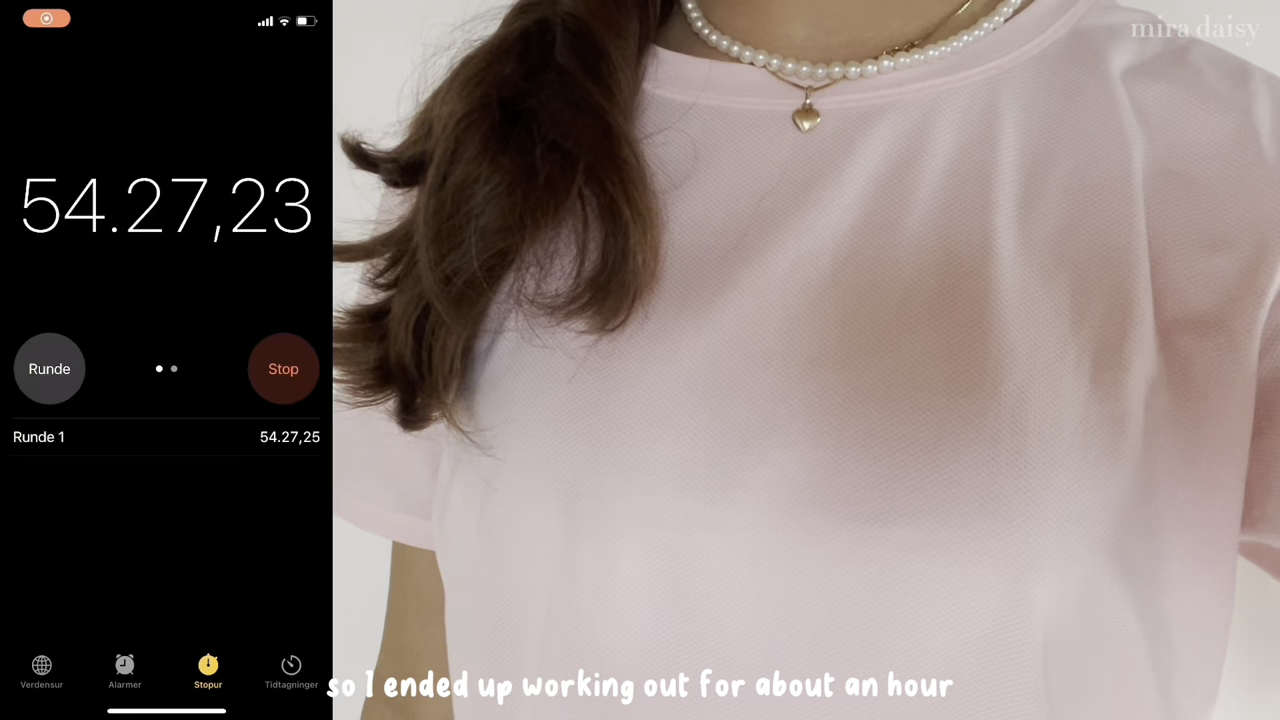 mira daisy
54.27,23
Runde
Stop
Runde 1 54.27,25
Verdensur Alarmer Stopur Tidtagninger
so I ended up working out for about an hour